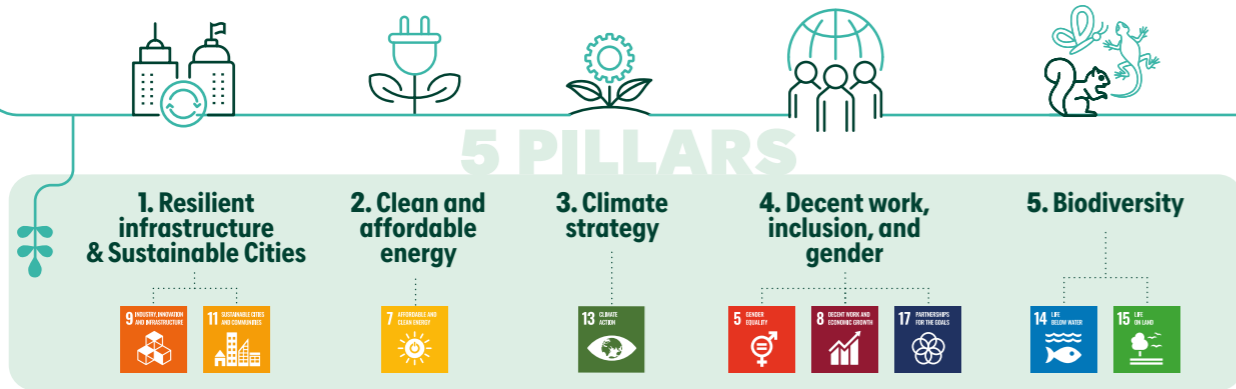 5 PILLARS
1. Resilient
infrastructure
& Sustainable Cities
9 INDUSTRY, INNOVATION
AND INFRASTRUCTURE
11 SUSTAINABLE CITIES
AND COMMUNITIES
2. Clean and
affordable
energy
7 AFFORDABLE AND
CLEAN ENERGY
3. Climate
strategy
13 CLIMATE
ACTION
4. Decent work,
inclusion, and
gender
5 GENDER
EQUALITY
8 DECENT WORK AND
ECONOMIC GROWTH
17 PARTNERSHIPS
FOR THE GOALS
5. Biodiversity
14 LIFE
BELOW WATER
15 LIFE
ON LAND